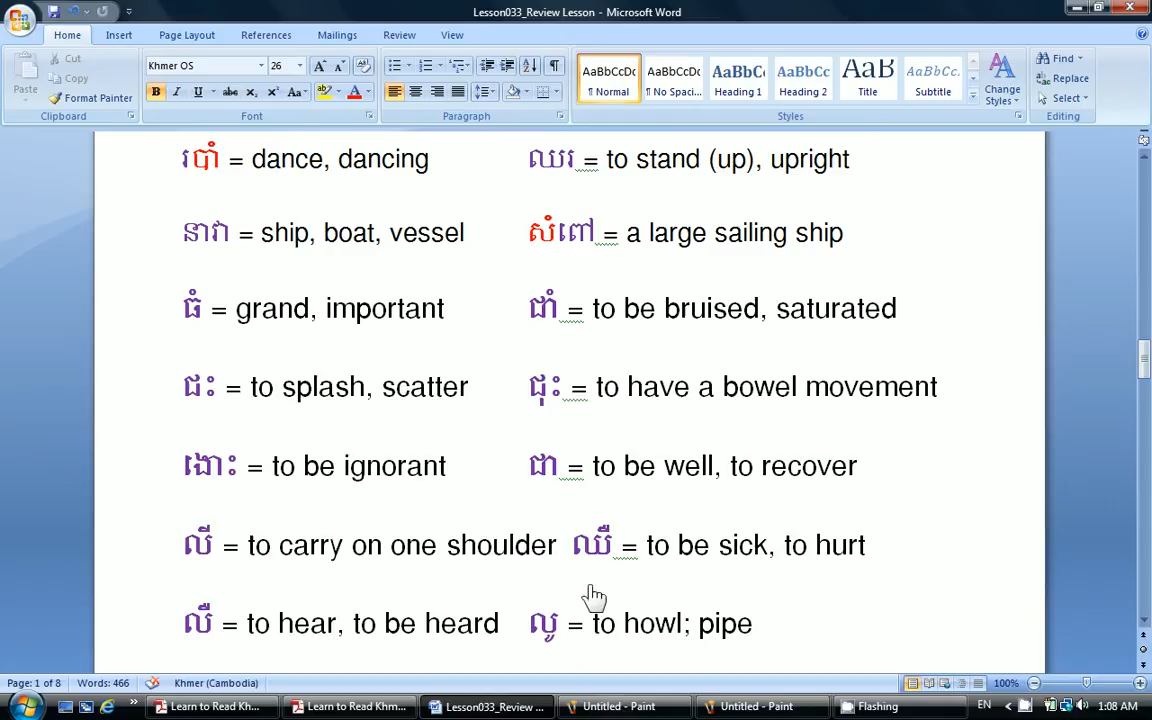 Lesson033_Review Lesson - Microsoft Word
Home Insert Page Layout References Mailings Review View
Cut
Copy
Format Painter
Paste
Khmer OS 26
AaBbCcDc AaBbCcDc AaBbC AaBbCc AaB AaBbCc.
¶ Normal ¶ No Spaci... Heading 1 Heading 2 Title Subtitle
Change Styles
Find
Replace
Select
Clipboard Font Paragraph Styles Editing
របាំ = dance, dancing ឈរ = to stand (up), upright
នាវា = ship, boat, vessel សំពៅ = a large sailing ship
ធំ = grand, important ជាំ = to be bruised, saturated
ជះ = to splash, scatter ជុះ = to have a bowel movement
ងោះ = to be ignorant ជា = to be well, to recover
លី = to carry on one shoulder ឈឺ = to be sick, to hurt
លឺ = to hear, to be heard លូ = to howl; pipe
Page: 1 of 8 Words: 466 Khmer (Cambodia) 100%
Learn to Read Kh... Learn to Read Khm... Lesson033_Review ... Untitled - Paint Untitled - Paint Flashing EN 1:08 AM